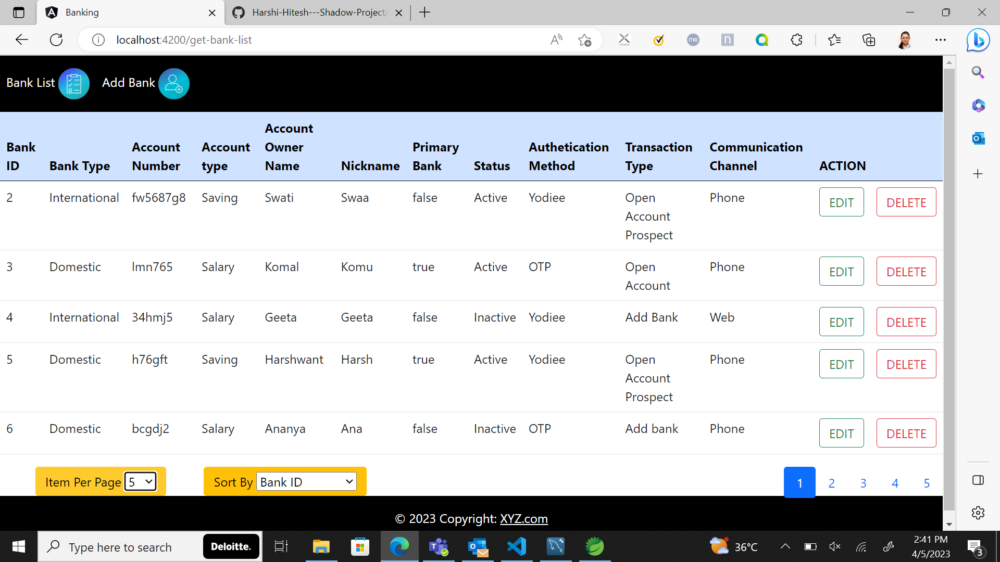 Banking
Harshi-Hitesh---Shadow-Project/
localhost:4200/get-bank-list
Bank List Add Bank
Bank ID Bank Type Account Number Account type Account Owner Name Nickname Primary Bank Status Authetication Method Transaction Type Communication Channel ACTION
2 International fw5687g8 Saving Swati Swaa false Active Yodiee Open Account Prospect Phone EDIT DELETE
3 Domestic lmn765 Salary Komal Komu true Active OTP Open Account Phone EDIT DELETE
4 International 34hmj5 Salary Geeta Geeta false Inactive Yodiee Add Bank Web EDIT DELETE
5 Domestic h76gft Saving Harshwant Harsh true Active Yodiee Open Account Prospect Phone EDIT DELETE
6 Domestic bcgdj2 Salary Ananya Ana false Inactive OTP Add bank Phone EDIT DELETE
Item Per Page 5 Sort By Bank ID 1 2 3 4 5
© 2023 Copyright: XYZ.com
Type here to search Deloitte. 36°C 2:41 PM
4/5/2023 3